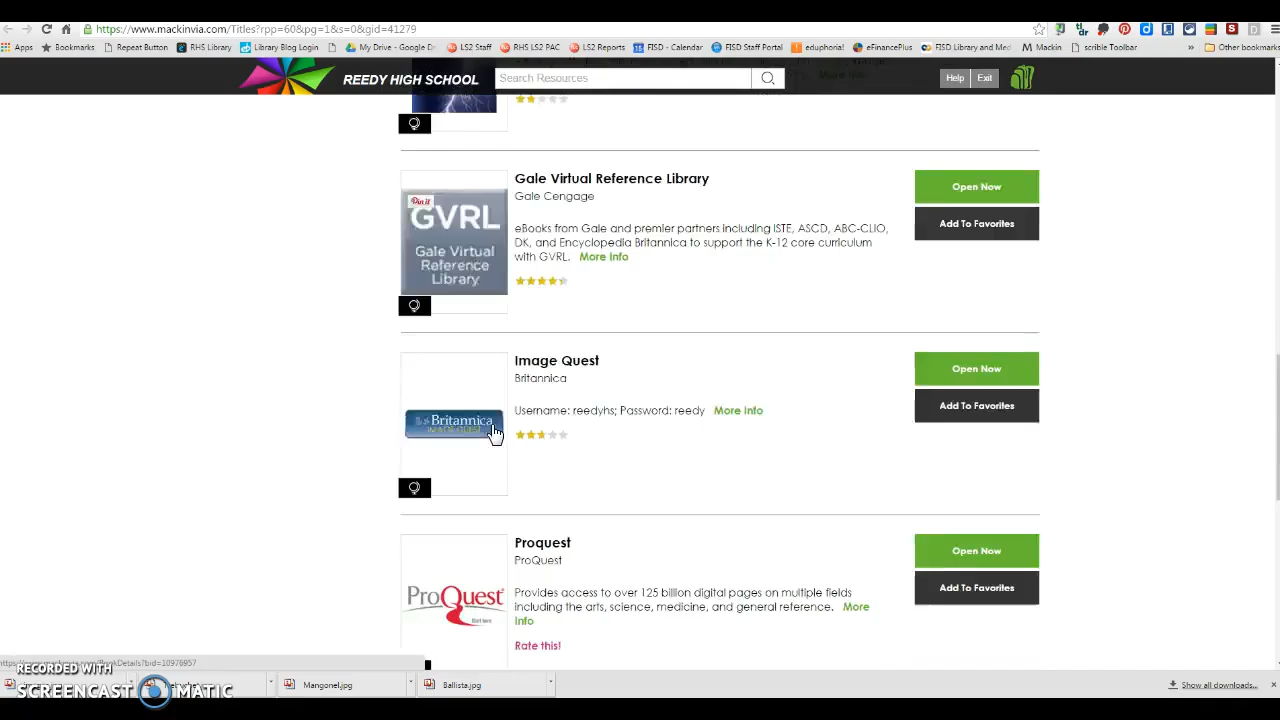 https://www.mackinvia.com/Titles?rpp=60&pg=1&s=0&gid=41279
Apps Bookmarks Repeat Button RHS Library Library Blog Login My Drive - Google D LS2 Staff RHS LS2 PAC LS2 Reports FISD - Calendar FISD Staff Portal eduphoria! eFinancePlus FISD Library and Med Mackin scrible Toolbar » Other bookmarks
REEDY HIGH SCHOOL
Search Resources
Help Exit
Gale Virtual Reference Library
Gale Cengage
Open Now
Pin it
GVRL
Gale Virtual
Reference
Library
eBooks from Gale and premier partners including ISTE, ASCD, ABC-CLIO,
DK, and Encyclopedia Britannica to support the K-12 core curriculum
with GVRL. More Info
Add To Favorites
Image Quest
Britannica
Open Now
Britannica
Username: reedyhs; Password: reedy More Info
Add To Favorites
Proquest
ProQuest
Open Now
ProQuest
Start here
Provides access to over 125 billion digital pages on multiple fields
including the arts, science, medicine, and general reference. More
Info
Add To Favorites
Rate this!
RECORDED WITH
SCREENCAST MATIC
Mangonel.jpg
Ballista.jpg
Show all downloads...